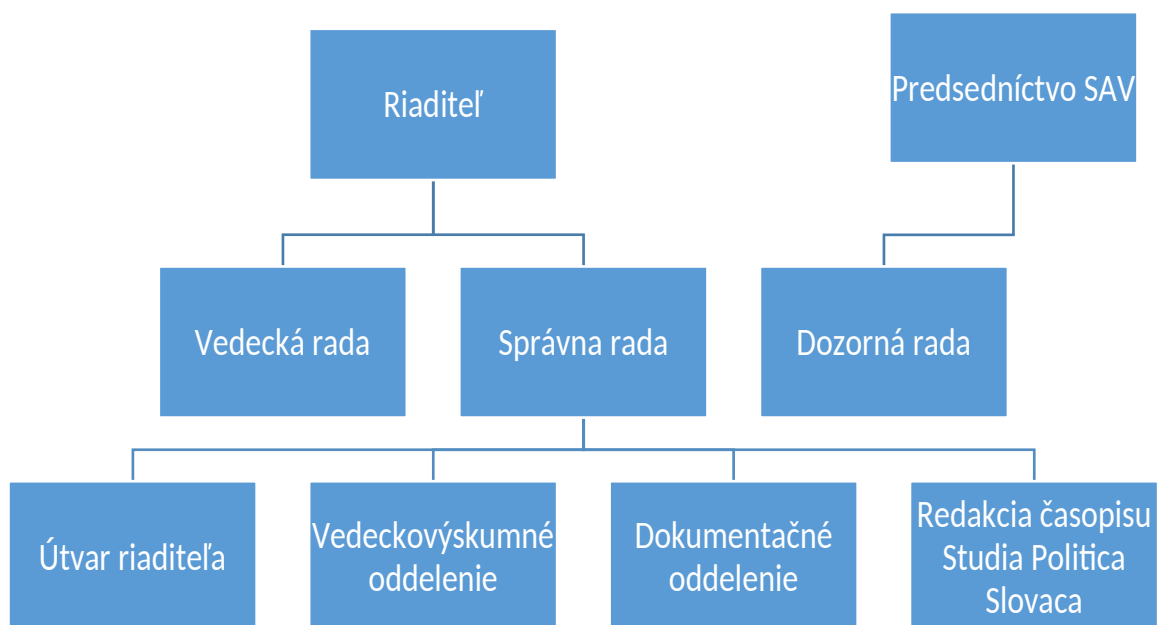 Riaditeľ
Predsedníctvo SAV
Vedecká rada
Správna rada
Dozorná rada
Útvar riaditeľa
Vedeckovýskumné
oddelenie
Dokumentačné
oddelenie
Redakcia časopisu
Studia Politica
Slovaca